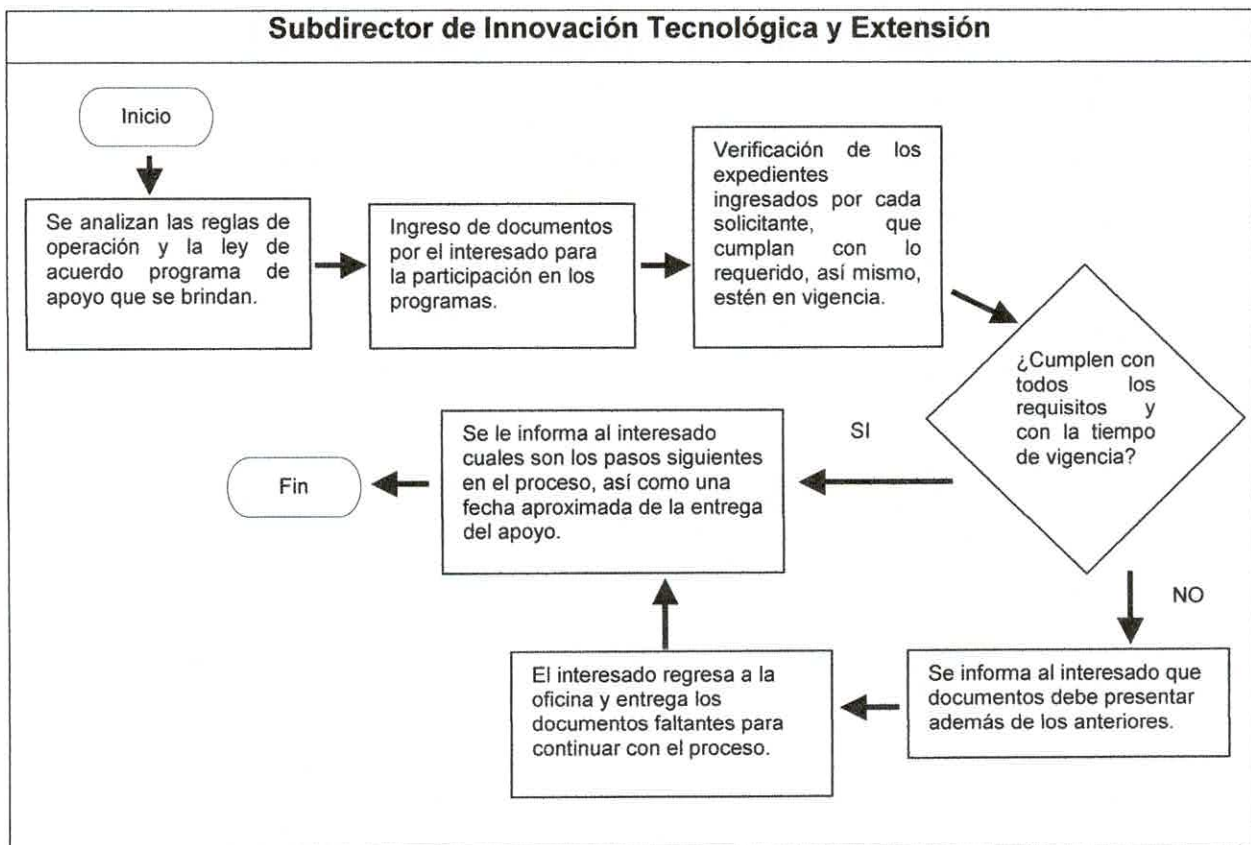 Subdirector de Innovación Tecnológica y Extensión
Inicio
Se analizan las reglas de
operación y la ley de
acuerdo programa de
apoyo que se brindan.
Ingreso de documentos
por el interesado para
la participación en los
programas.
Verificación de los
expedientes
ingresados por cada
solicitante, que
cumplan con lo
requerido, así mismo,
estén en vigencia.
¿Cumplen con
todos los
requisitos y
con la tiempo
de vigencia?
SI
Se le informa al interesado
cuales son los pasos siguientes
en el proceso, así como una
fecha aproximada de la entrega
del apoyo.
Fin
NO
Se informa al interesado que
documentos debe presentar
además de los anteriores.
El interesado regresa a la
oficina y entrega los
documentos faltantes para
continuar con el proceso.